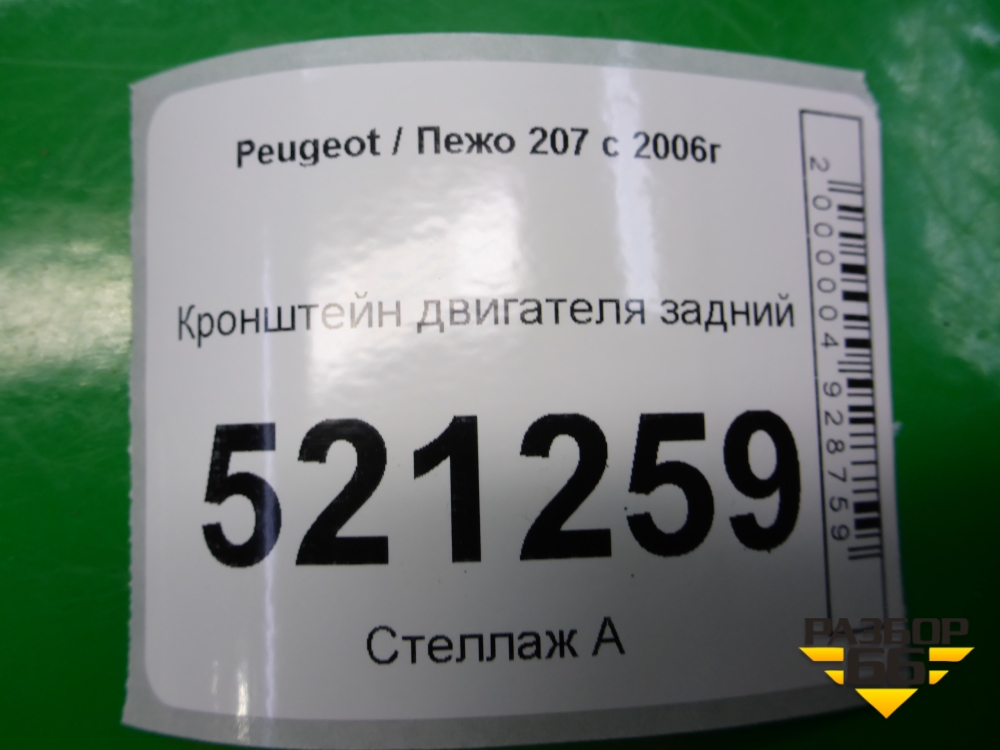 Peugeot / Пежо 207 с 2006г
Кронштейн двигателя задний
521259
Стеллаж А
2000004928759
РАЗБОР
66